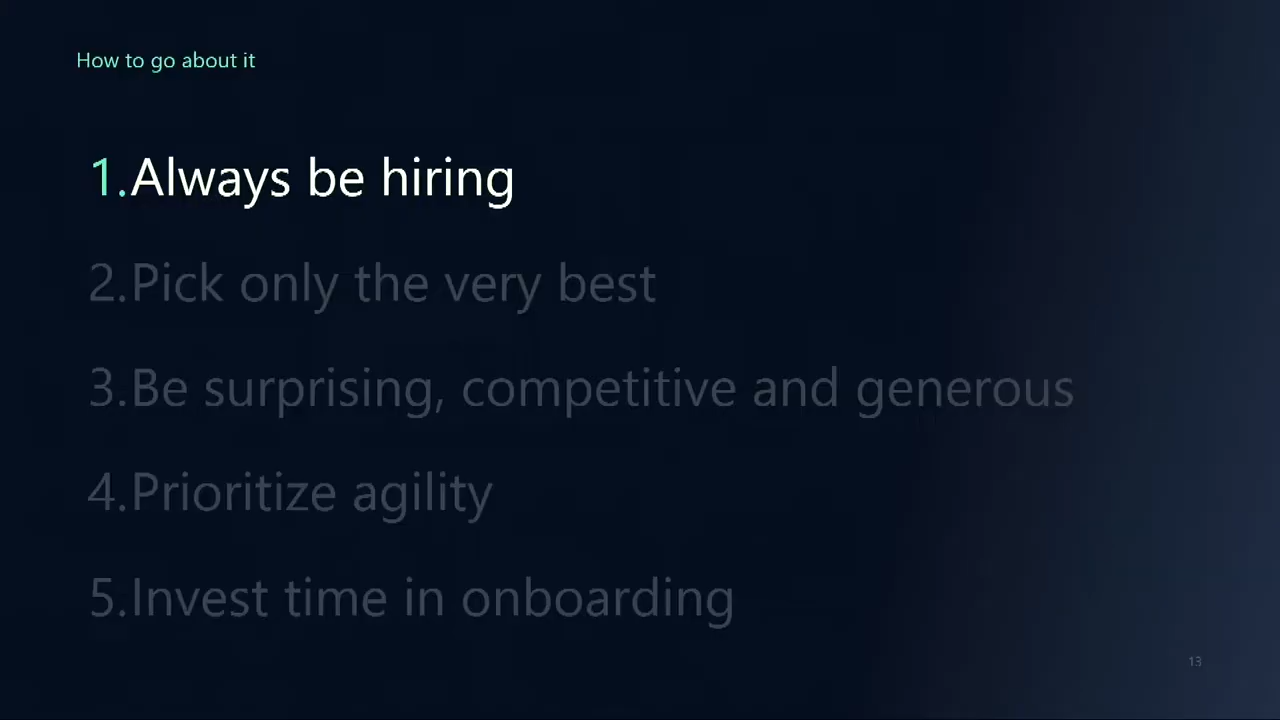 How to go about it
1.Always be hiring
2.Pick only the very best
3.Be surprising, competitive and generous
4.Prioritize agility
5.Invest time in onboarding
13